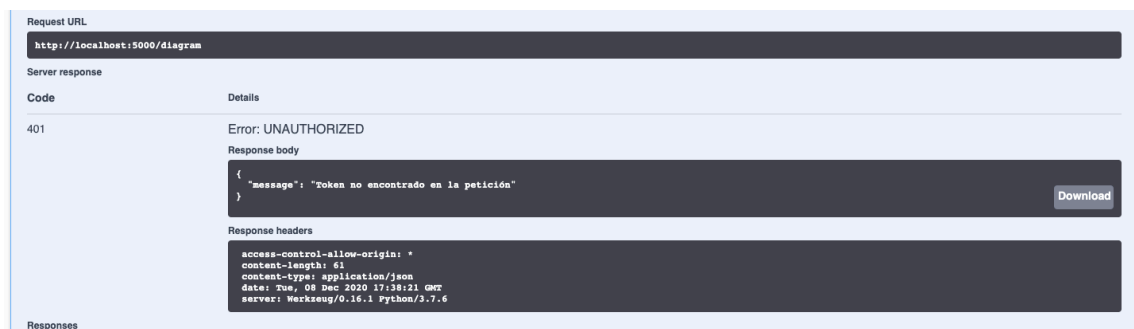 Request URL
http://localhost:5000/diagram
Server response
Code Details
401 Error: UNAUTHORIZED
Response body
{
"message": "Token no encontrado en la petición"
}
Download
Response headers
access-control-allow-origin: *
content-length: 61
content-type: application/json
date: Tue, 08 Dec 2020 17:38:21 GMT
server: Werkzeug/0.16.1 Python/3.7.6
Responses